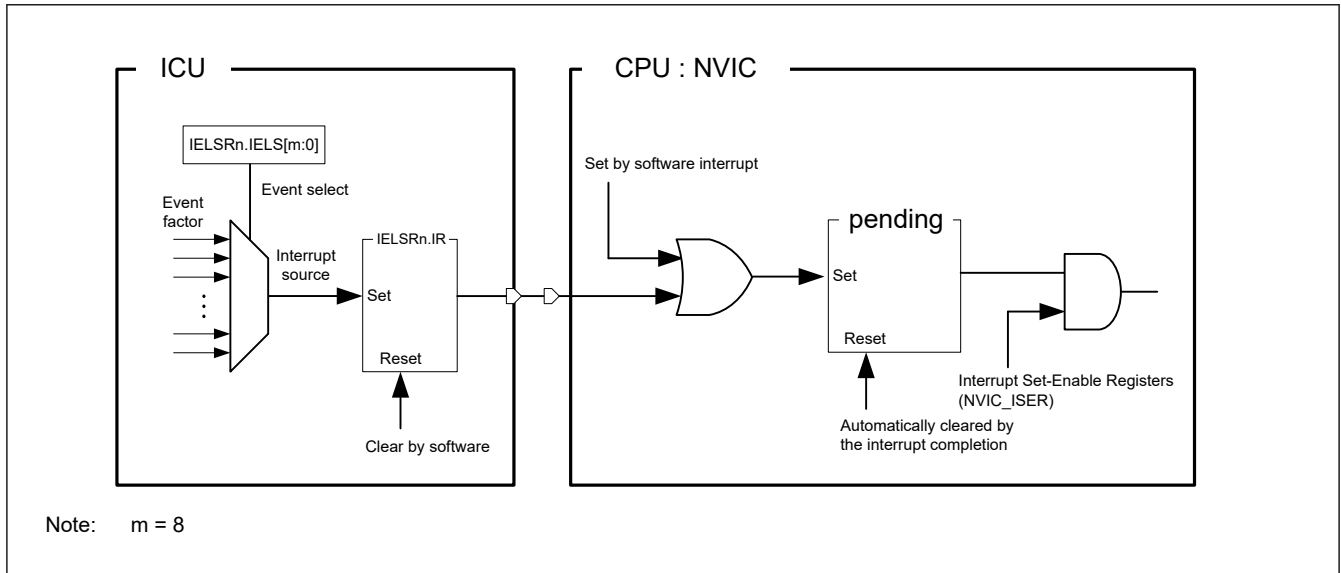 ICU
CPU : NVIC
IELSRn.IELS[m:0]
Event select
Event
factor
Interrupt
source
IELSRn.IR
Set
Reset
Clear by software
Set by software interrupt
pending
Set
Reset
Automatically cleared by
the interrupt completion
Interrupt Set-Enable Registers
(NVIC_ISER)
Note: m = 8